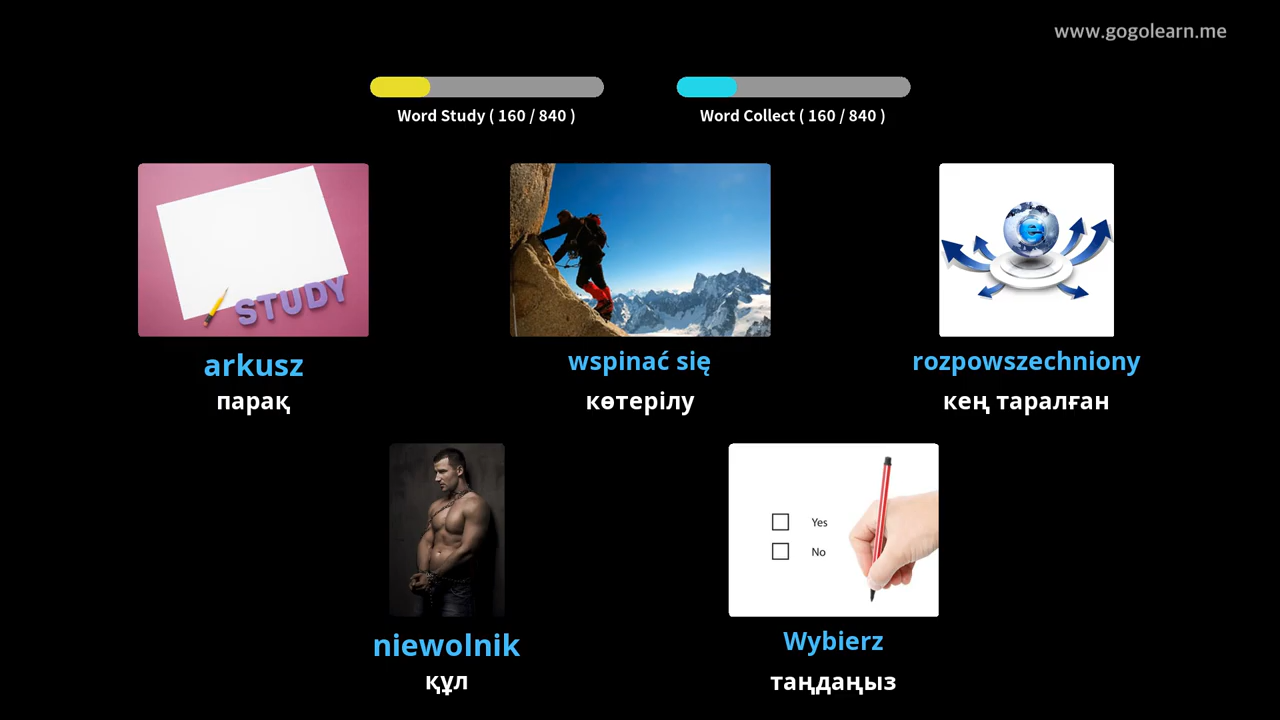 www.gogolearn.me
Word Study ( 160 / 840 )
Word Collect ( 160 / 840 )
STUDY
arkusz
wspinać się
rozpowszechniony
парақ
көтерілу
кең таралған
Yes
No
niewolnik
Wybierz
құл
таңдаңыз